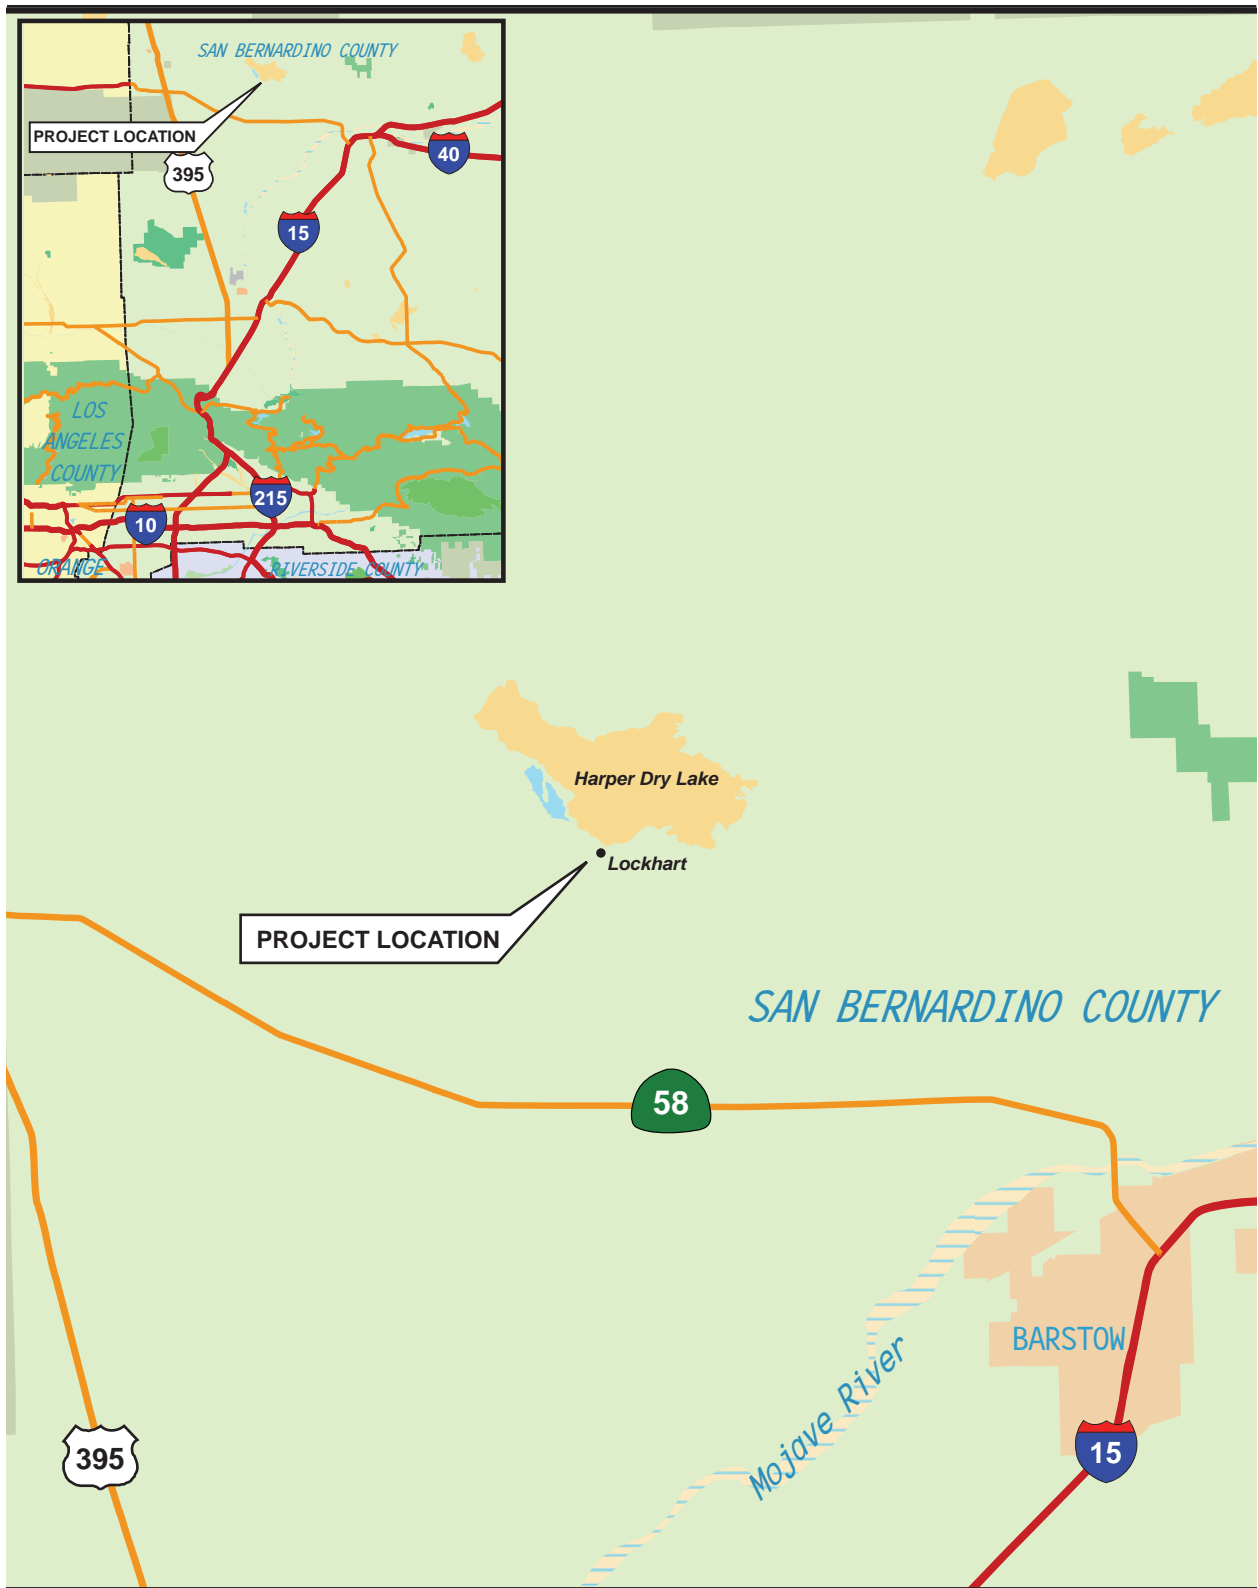 SAN BERNARDINO COUNTY
PROJECT LOCATION
40
395
15
LOS
ANGELES
COUNTY
215
10
ORANGE
RIVERSIDE COUNTY
Harper Dry Lake
Lockhart
PROJECT LOCATION
SAN BERNARDINO COUNTY
58
BARSTOW
Mojave River
395
15